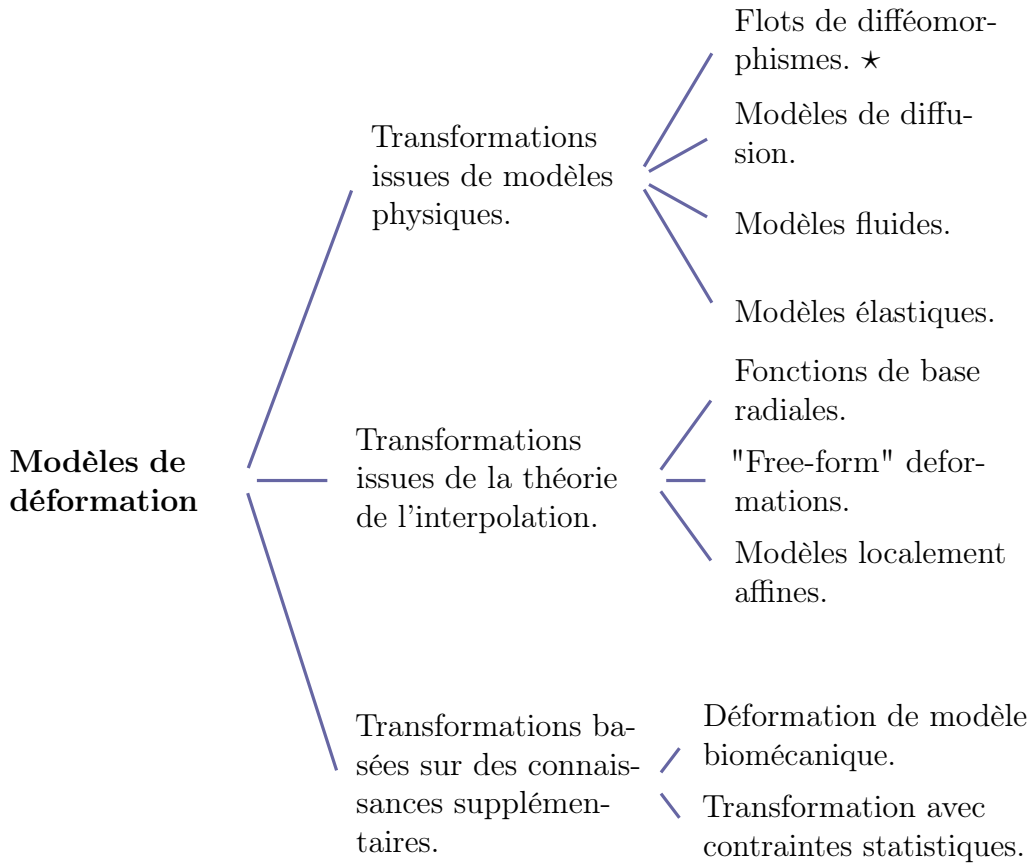 Modèles de
déformation
Transformations
issues de modèles
physiques.
Flots de difféomor-
phismes. ⋆
Modèles de diffu-
sion.
Modèles fluides.
Modèles élastiques.
Transformations
issues de la théorie
de l'interpolation.
Fonctions de base
radiales.
"Free-form" defor-
mations.
Modèles localement
affines.
Transformations ba-
sées sur des connais-
sances supplémen-
taires.
Déformation de modèle
biomécanique.
Transformation avec
contraintes statistiques.